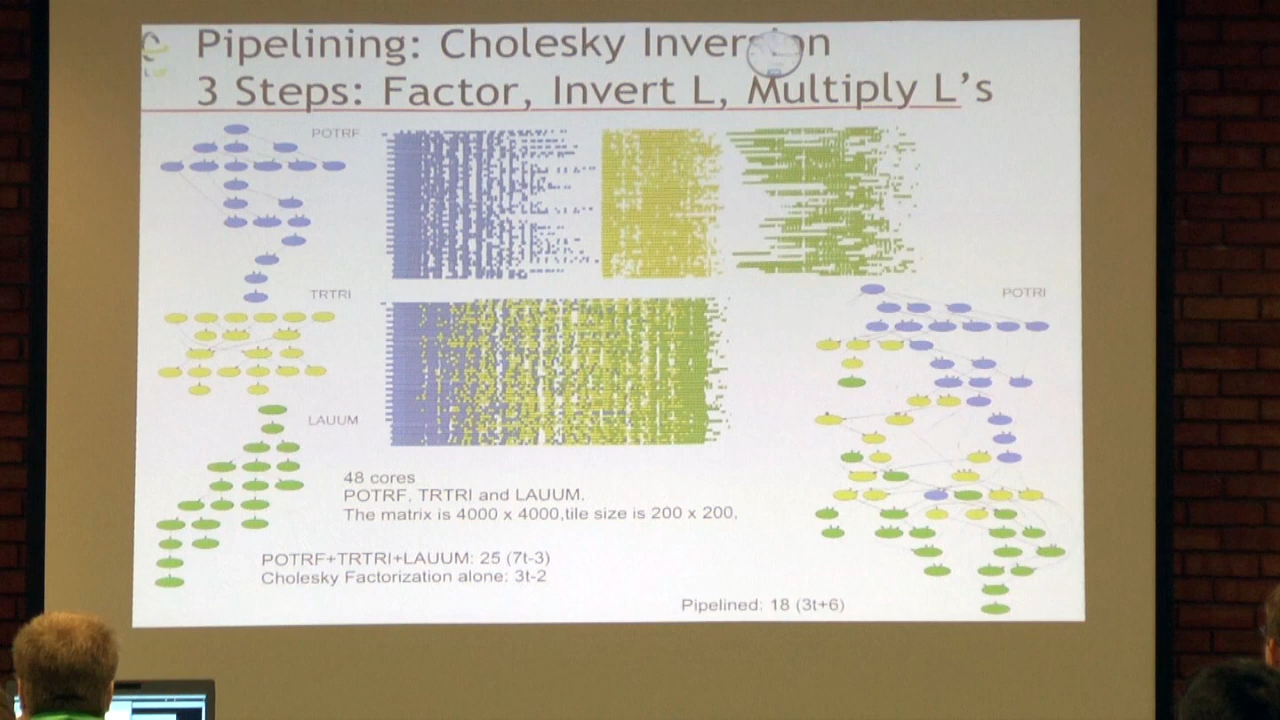 Pipelining: Cholesky Inversion
3 Steps: Factor, Invert L, Multiply L's
POTRF
TRTRI
LAUUM
POTRI
48 cores
POTRF, TRTRI and LAUUM.
The matrix is 4000 x 4000,tile size is 200 x 200,
POTRF+TRTRI+LAUUM: 25 (7t-3)
Cholesky Factorization alone: 3t-2
Pipelined: 18 (3t+6)